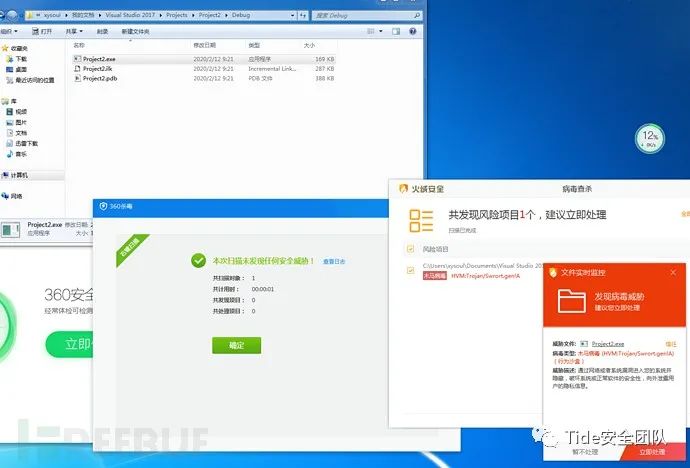 xysoul ▸ 我的文档 ▸ Visual Studio 2017 ▸ Projects ▸ Project2 ▸ Debug
搜索 Debug
组织 打开 共享 刻录 新建文件夹
名称 修改日期 类型 大小
收藏夹
下载
桌面
最近访问的位置
库
视频
图片
文档
迅雷下载
音乐
计算机
网络
Project2.exe 2020/2/12 9:21 应用程序 169 KB
Project2.ilk 2020/2/12 9:21 Incremental Link... 287 KB
Project2.pdb 2020/2/12 9:21 PDB 文件 388 KB
Project2.exe 修改日期: 2
应用程序
12%
0K/s
360杀毒
右键扫描
本次扫描未发现任何安全威胁！ 查看日志
共扫描对象： 1
共计用时： 00:00:01
共发现项目： 0
共处理项目： 0
确定
360安全
经常体检可检测
立即
火绒安全
病毒查杀
共发现风险项目1个，建议立即处理
扫描已完成
风险项目
C:\Users\xysoul\Documents\Visual Studio 20
木马病毒 HVM:Trojan/Swrort.gen!A
文件实时监控
发现病毒威胁
建议您立即处理
威胁文件： Project2.exe 信任
病毒类型: 木马病毒 (HVM:Trojan/Swrort.gen!A)
( 行为沙盒 )
威胁描述: 通过网络或者系统漏洞进入您的系统并
隐藏，破坏系统或正常软件的安全性，向外泄露用
户的隐私信息。
暂不处理 立即处理
REEBUF
Tide安全团队